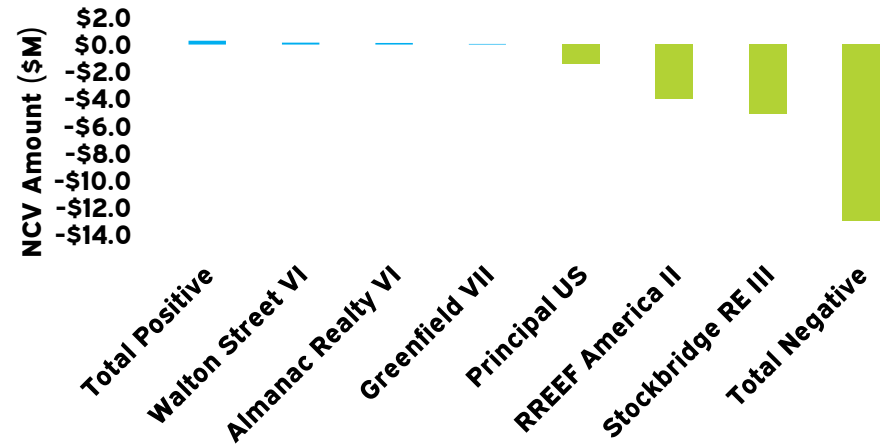 NCV Amount ($M)
$2.0
$0.0
-$2.0
-$4.0
-$6.0
-$8.0
-$10.0
-$12.0
-$14.0
Total Positive
Walton Street VI
Almanac Realty VI
Greenfield VII
Principal US
RREEF America II
Stockbridge RE III
Total Negative